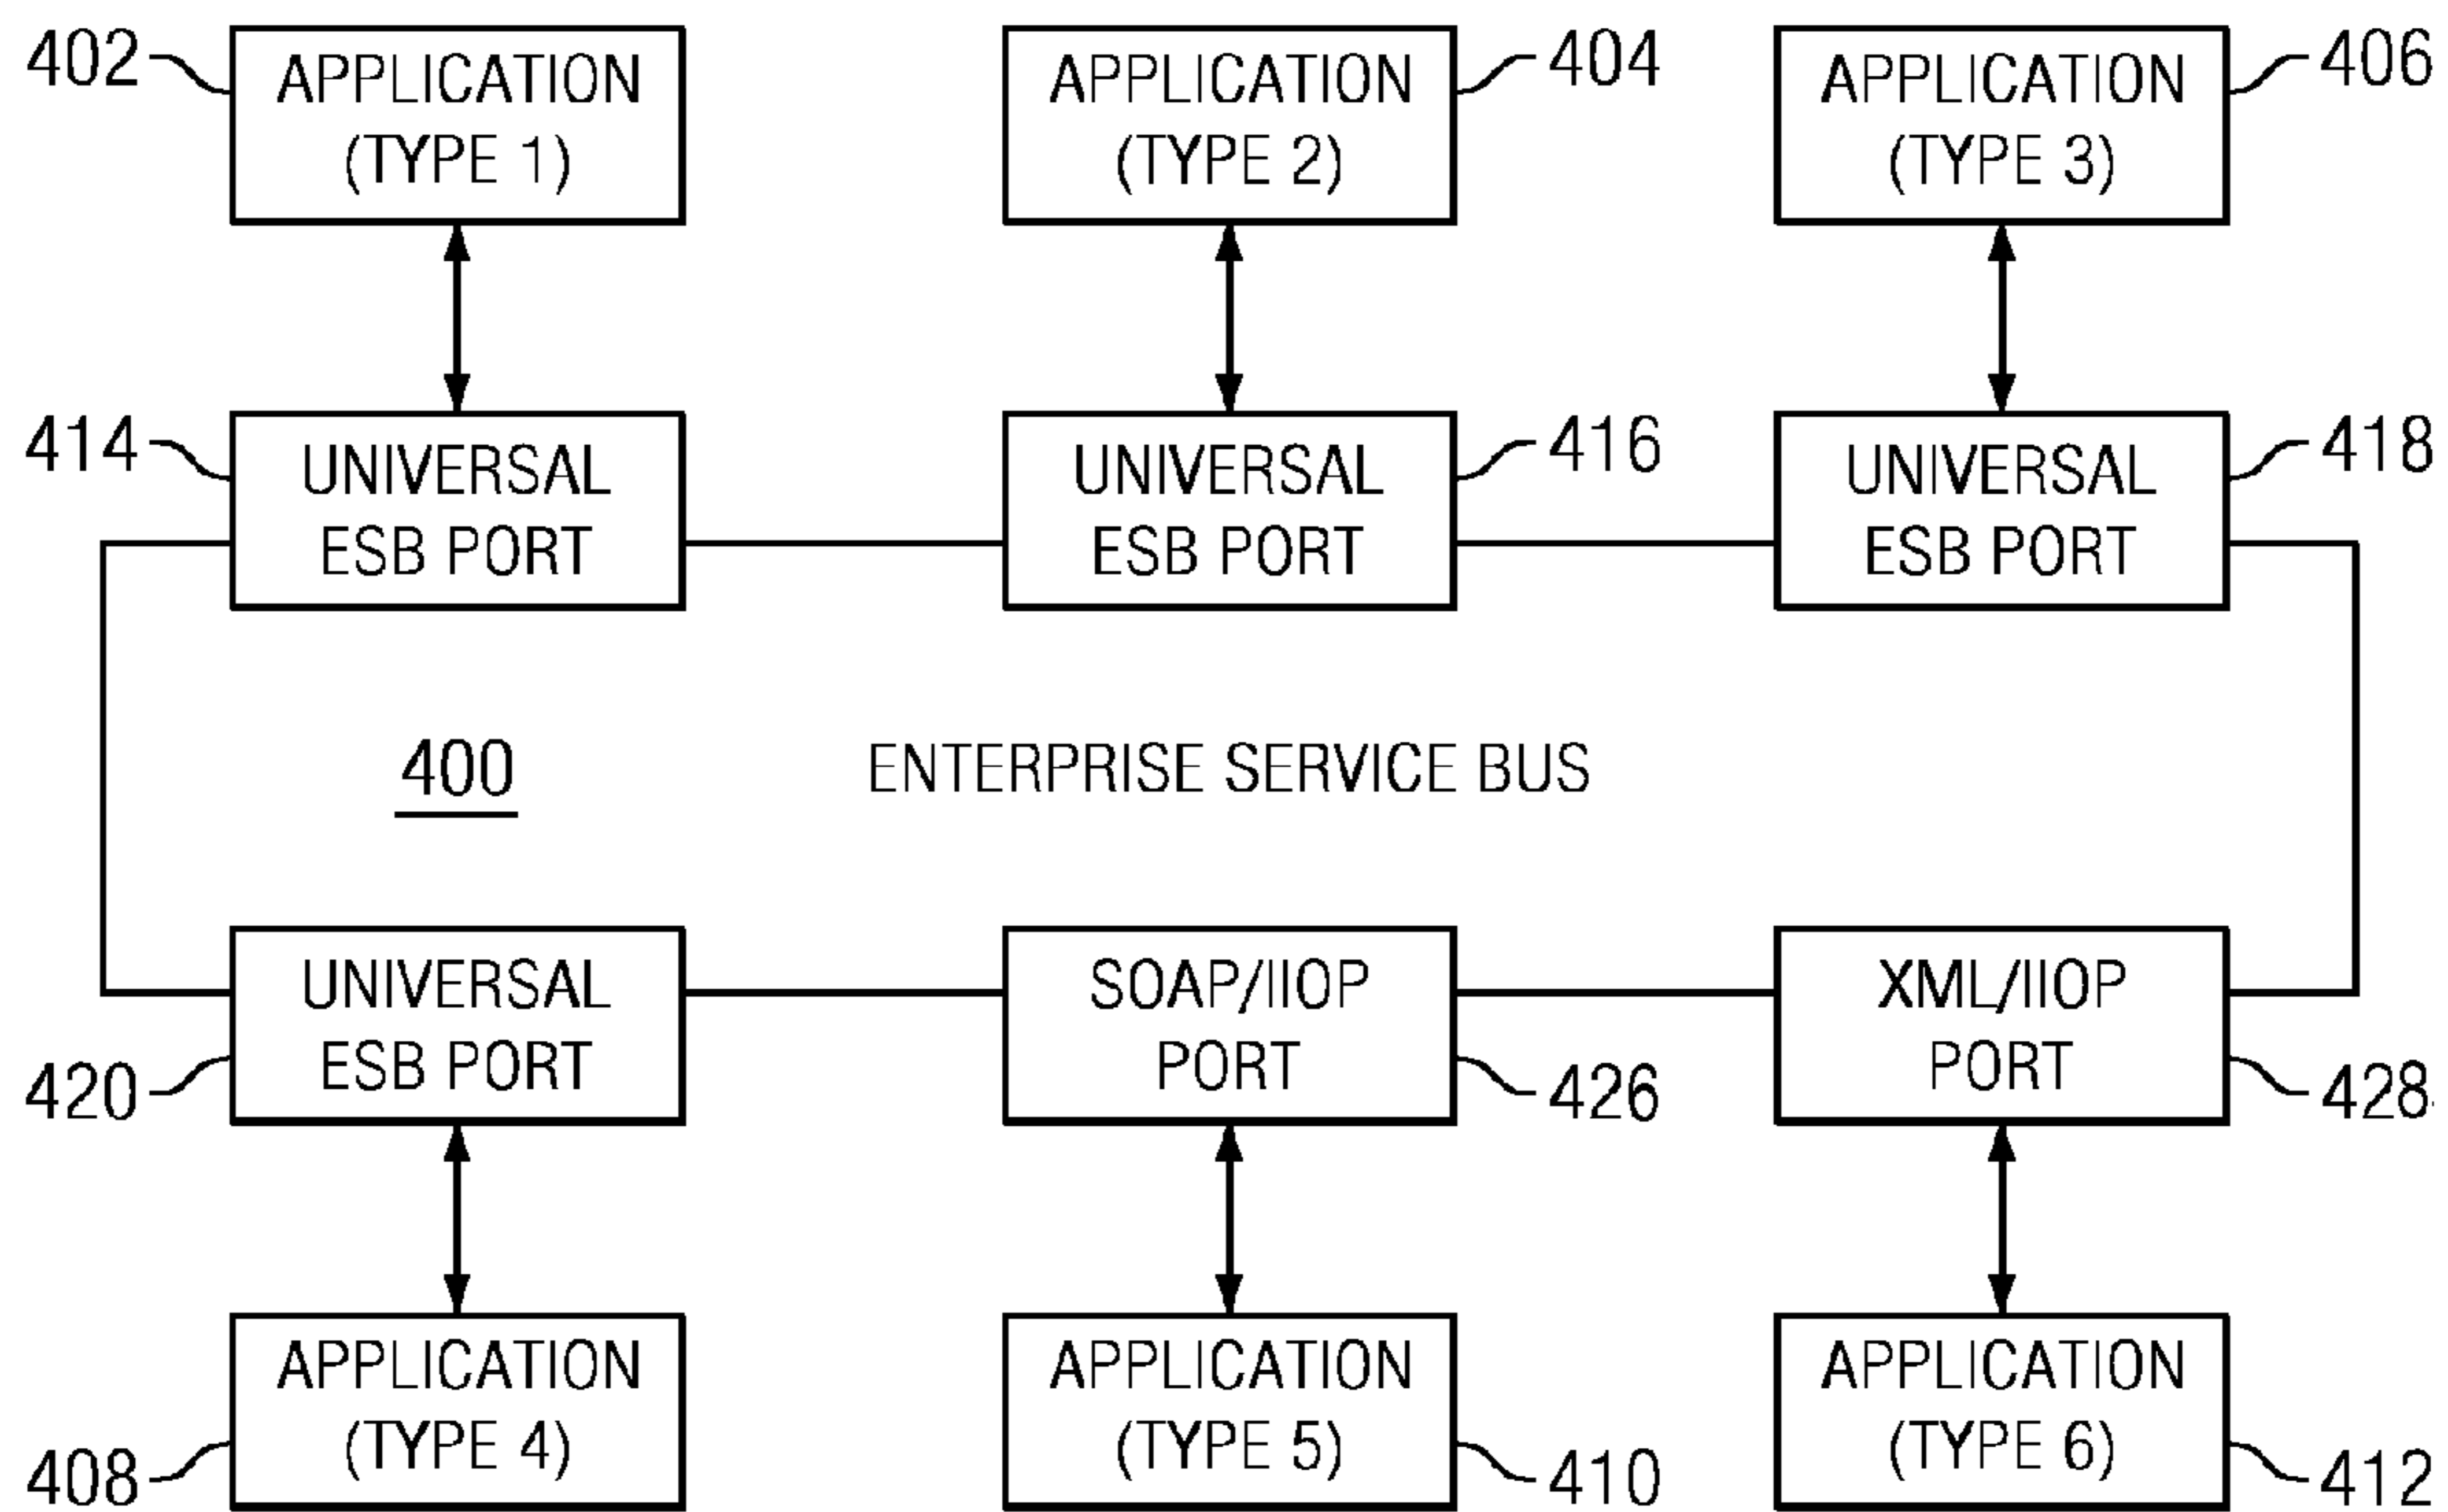 402
APPLICATION
(TYPE 1)
APPLICATION
(TYPE 2)
404
APPLICATION
(TYPE 3)
406
414
UNIVERSAL
ESB PORT
UNIVERSAL
ESB PORT
416
UNIVERSAL
ESB PORT
418
400
ENTERPRISE SERVICE BUS
UNIVERSAL
ESB PORT
420
SOAP/IIOP
PORT
426
XML/IIOP
PORT
428
APPLICATION
(TYPE 4)
408
APPLICATION
(TYPE 5)
410
APPLICATION
(TYPE 6)
412